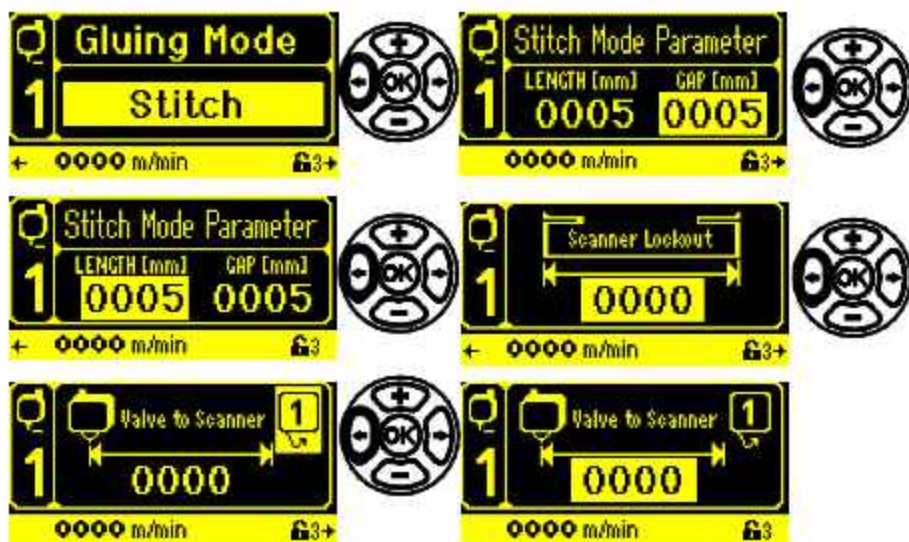 Gluing Mode
1
Stitch
← 0000 m/min 3→
OK
Stitch Mode Parameter
LENGTH [mm] GAP [mm]
1 0005 0005
0000 m/min 3→
OK
Stitch Mode Parameter
LENGTH [mm] GAP [mm]
1 0005 0005
← 0000 m/min 3
OK
Scanner Lockout
1 0000
← 0000 m/min 3→
OK
Valve to Scanner 1
1 0000
0000 m/min 3→
OK
Valve to Scanner 1
1 0000
0000 m/min 3